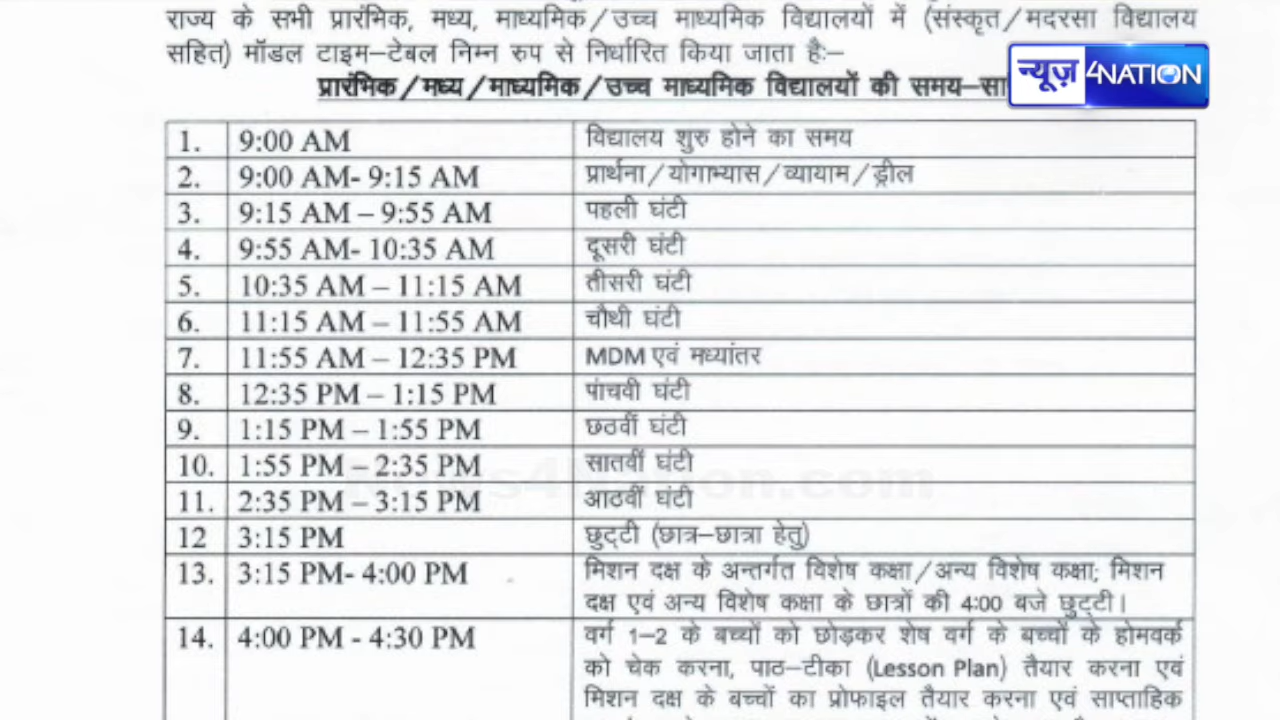 राज्य के सभी प्रारंभिक, मध्य, माध्यमिक/उच्च माध्यमिक विद्यालयों में (संस्कृत/मदरसा विद्यालय
सहित) मॉडल टाइम–टेबल निम्न रुप से निर्धारित किया जाता हैः–
न्यूज़ 4NATION
प्रारंभिक/मध्य/माध्यमिक/उच्च माध्यमिक विद्यालयों की समय–सा
1. 9:00 AM विद्यालय शुरु होने का समय
2. 9:00 AM- 9:15 AM प्रार्थना/योगाभ्यास/व्यायाम/ड्रील
3. 9:15 AM – 9:55 AM पहली घंटी
4. 9:55 AM- 10:35 AM दूसरी घंटी
5. 10:35 AM – 11:15 AM तीसरी घंटी
6. 11:15 AM – 11:55 AM चौथी घंटी
7. 11:55 AM – 12:35 PM MDM एवं मध्यांतर
8. 12:35 PM – 1:15 PM पांचवी घंटी
9. 1:15 PM – 1:55 PM छठवीं घंटी
10. 1:55 PM – 2:35 PM सातवीं घंटी
News4Nation.com
11. 2:35 PM – 3:15 PM आठवीं घंटी
12 3:15 PM छुट्टी (छात्र–छात्रा हेतु)
13. 3:15 PM- 4:00 PM मिशन दक्ष के अन्तर्गत विशेष कक्षा/अन्य विशेष कक्षा; मिशन
दक्ष एवं अन्य विशेष कक्षा के छात्रों की 4:00 बजे छुट्टी।
14. 4:00 PM - 4:30 PM वर्ग 1–2 के बच्चों को छोड़कर शेष वर्ग के बच्चों के होमवर्क
को चेक करना, पाठ–टीका (Lesson Plan) तैयार करना एवं
मिशन दक्ष के बच्चों का प्रोफाइल तैयार करना एवं साप्ताहिक